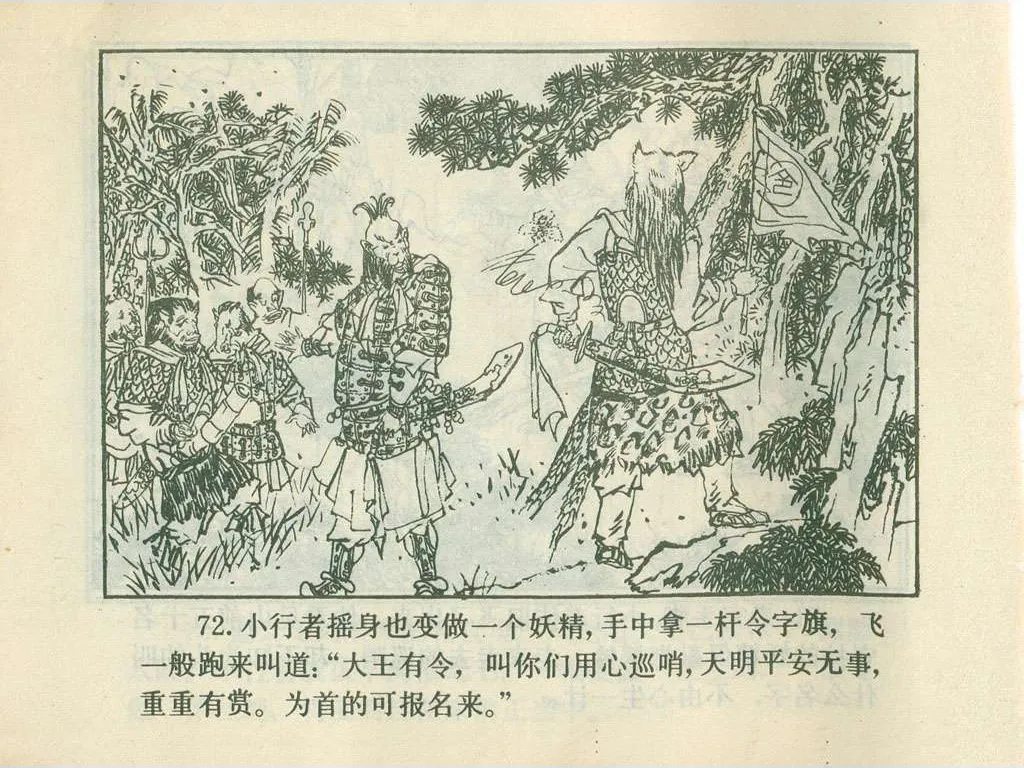 72. 小行者摇身也变做一个妖精, 手中拿一杆令字旗, 飞
一般跑来叫道: “大王有令, 叫你们用心巡哨, 天明平安无事,
重重有赏。为首的可报名来。”